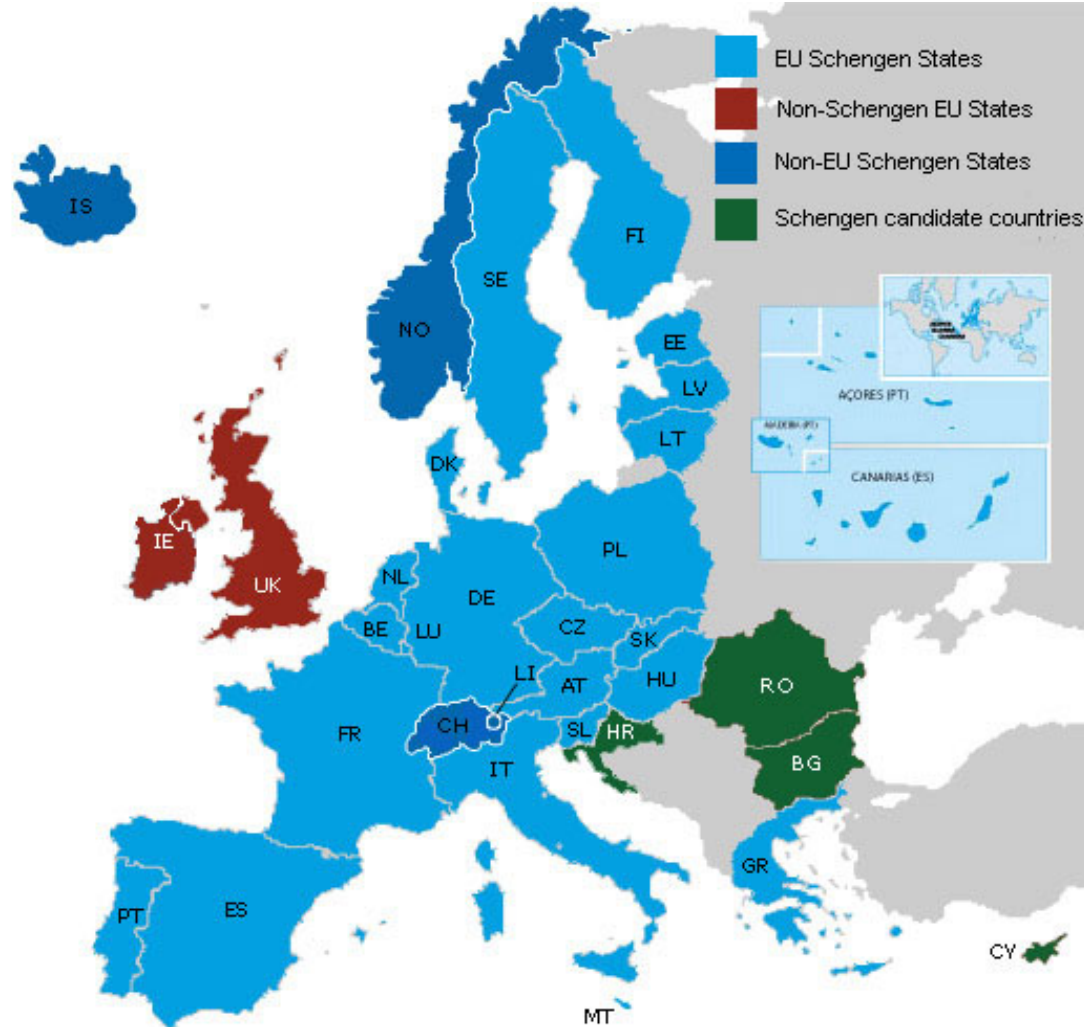 EU Schengen States
Non-Schengen EU States
Non-EU Schengen States
Schengen candidate countries
IS
FI
SE
NO
EE
LV
LT
AÇORES (PT)
MADEIRA (PT)
CANARIAS (ES)
DK
IE
UK
PL
NL
DE
BE
LU
CZ
SK
LI
AT
HU
RO
FR
CH
SL
HR
IT
BG
GR
PT
ES
CY
MT